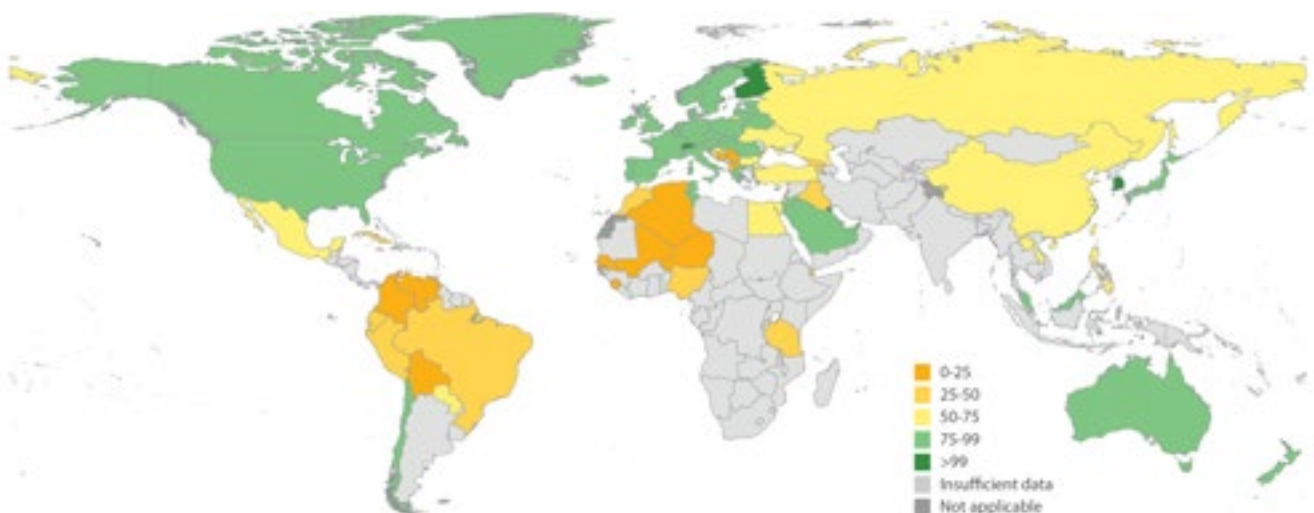 0-25
25-50
50-75
75-99
>99
Insufficient data
Not applicable